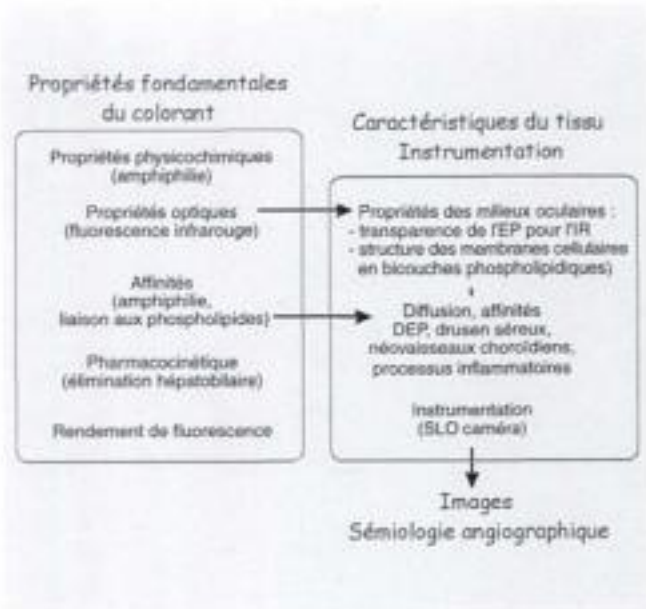 Propriétés fondamentales
du colorant
Propriétés physicochimiques
(amphiphilie)
Propriétés optiques
(fluorescence infrarouge)
Affinités
(amphiphilie,
liaison aux phospholipides)
Pharmacocinétique
(élimination hépatobilaire)
Rendement de fluorescence
Caractéristiques du tissu
Instrumentation
Propriétés des milieux oculaires :
- transparence de l'EP pour l'IR
- structure des membranes cellulaires
en bicouches phospholipidiques)
Diffusion, affinités
DEP, drusen séreux,
néovaisseaux choroïdiens,
processus inflammatoires
Instrumentation
(SLO caméra)
Images
Sémiologie angiographique